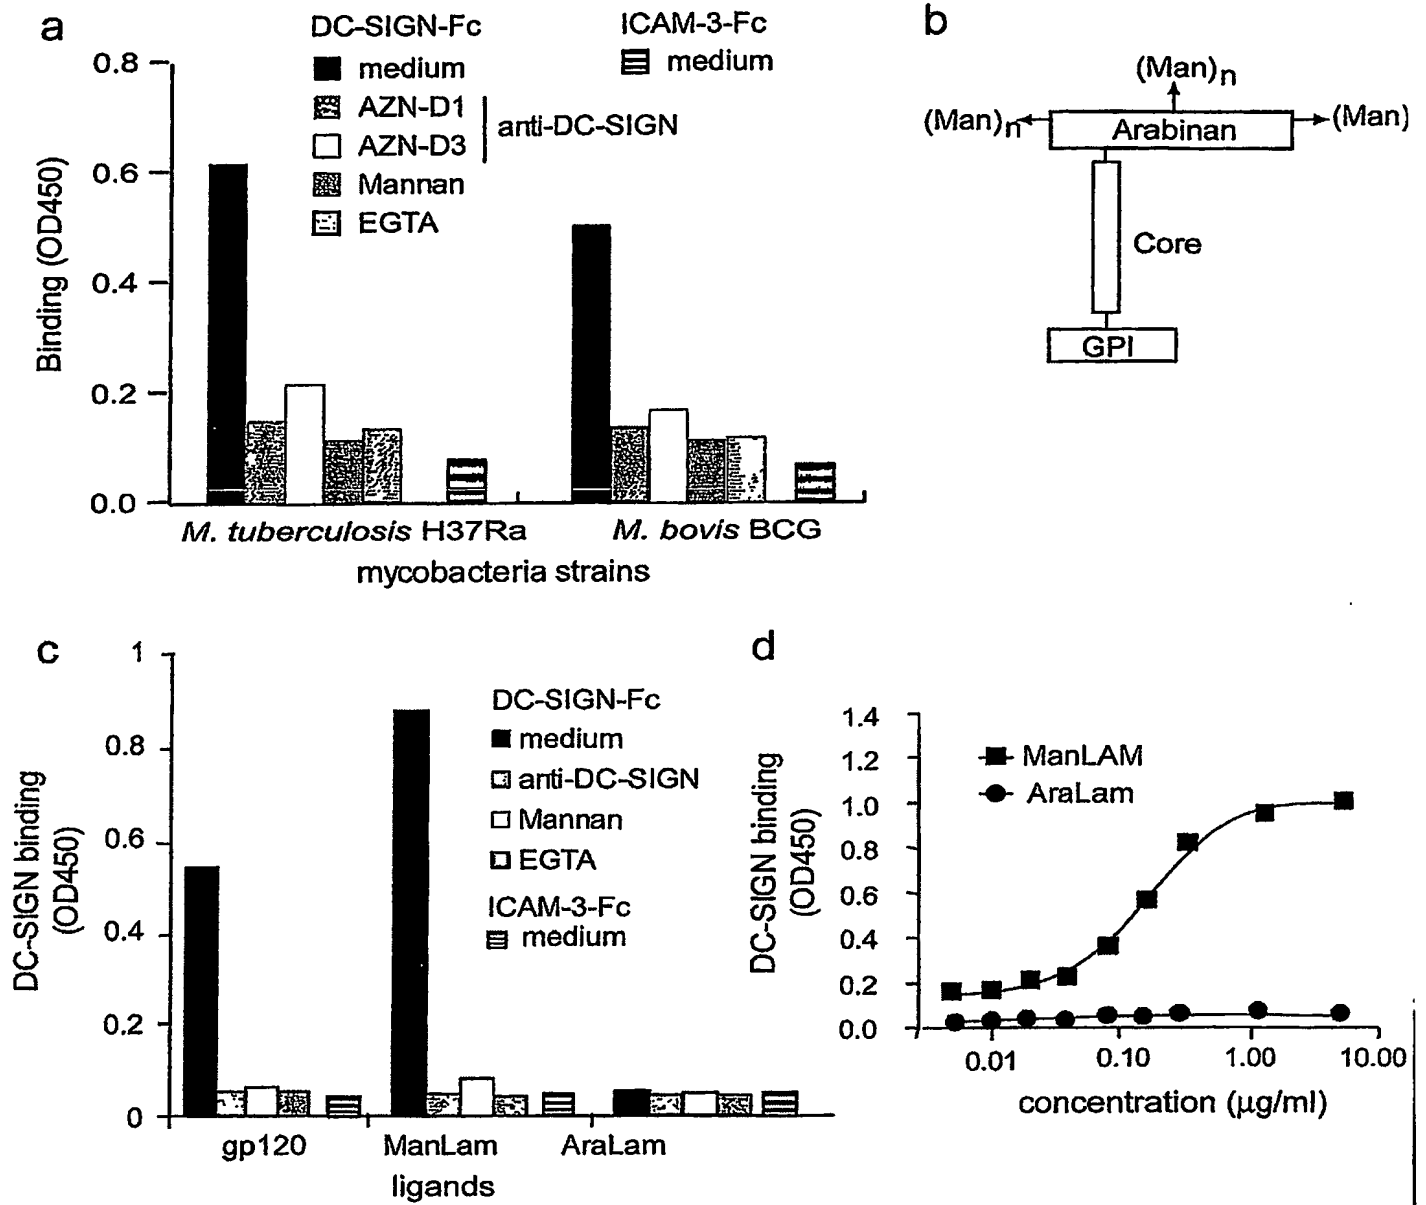 a
DC-SIGN-Fc
medium
AZN-D1
AZN-D3
anti-DC-SIGN
Mannan
EGTA
ICAM-3-Fc
medium
Binding (OD450)
0.8
0.6
0.4
0.2
0.0
M. tuberculosis H37Ra
M. bovis BCG
mycobacteria strains
b
(Man)n
(Man)n
Arabinan
(Man)
Core
GPI
c
DC-SIGN binding
(OD450)
1
0.8
0.6
0.4
0.2
0
DC-SIGN-Fc
medium
anti-DC-SIGN
Mannan
EGTA
ICAM-3-Fc
medium
gp120
ManLam
AraLam
ligands
d
DC-SIGN binding
(OD450)
1.4
1.2
1.0
0.8
0.6
0.4
0.2
0.0
ManLAM
AraLam
0.01
0.10
1.00
10.00
concentration (µg/ml)